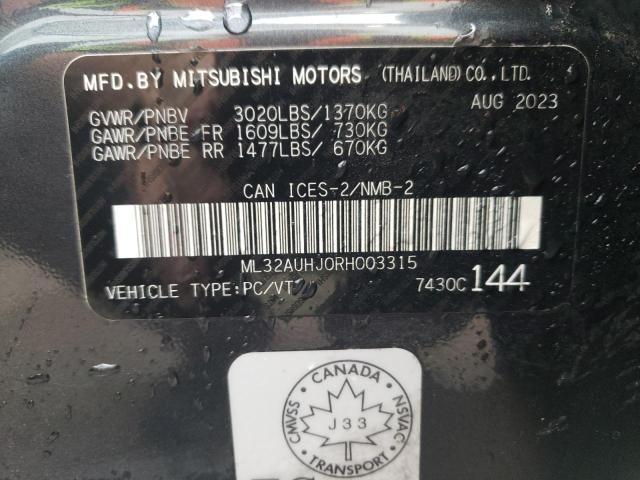 MFD.BY MITSUBISHI MOTORS (THAILAND) CO.,LTD.
AUG 2023
GVWR/PNBV 3020LBS/1370KG
GAWR/PNBE FR 1609LBS/ 730KG
GAWR/PNBE RR 1477LBS/ 670KG
CAN ICES-2/NMB-2
ML32AUHJ0RH003315
VEHICLE TYPE:PC/VT
7430C 144
CANADA
CMVSS
J 33
NSVAC
TRANSPORT